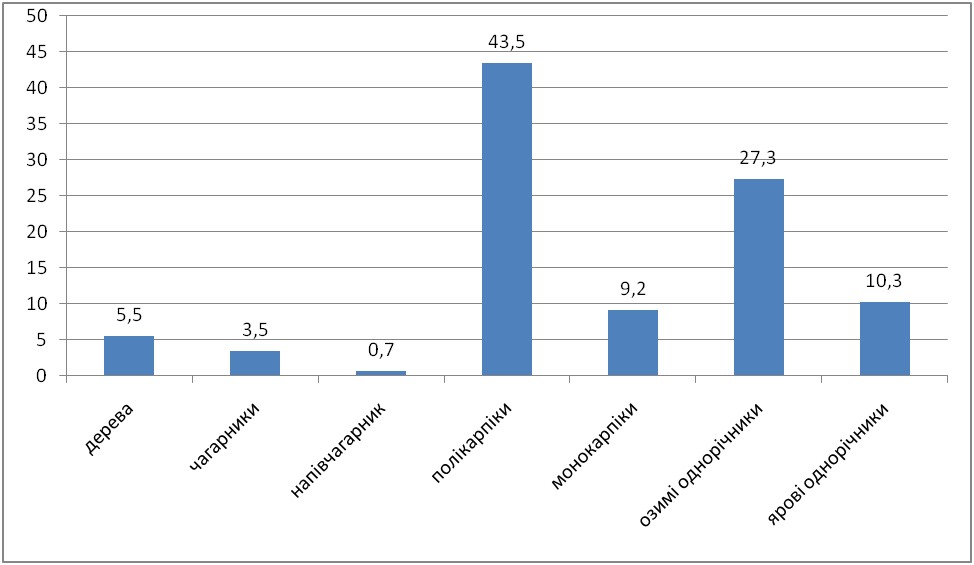 50
45
40
35
30
25
20
15
10
5
0
5,5
3,5
0,7
43,5
9,2
27,3
10,3
дерева
чагарники
напівчагарник
полікарпіки
монокарпіки
озимі однорічники
ярові однорічники